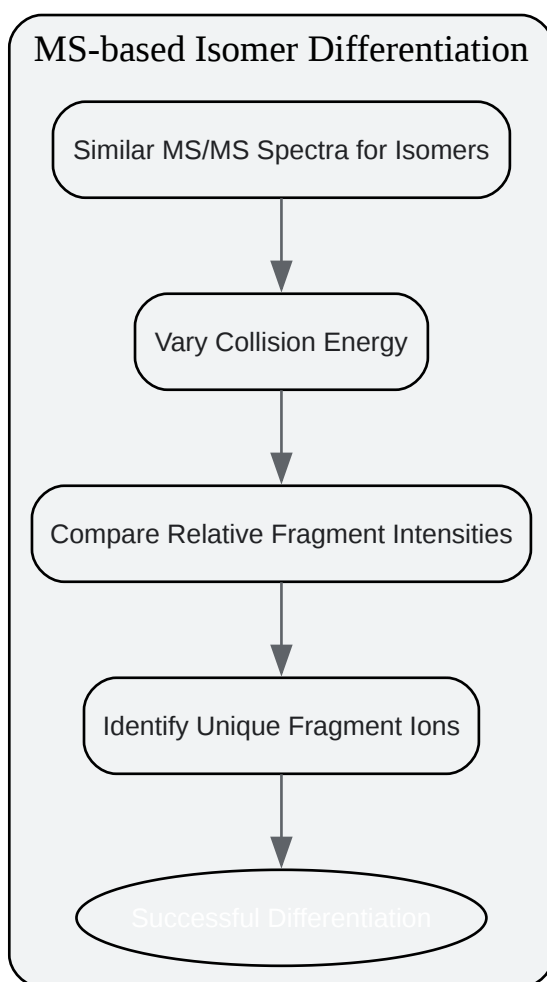 MS-based Isomer Differentiation
Similar MS/MS Spectra for Isomers
Vary Collision Energy
Compare Relative Fragment Intensities
Identify Unique Fragment Ions
Successful Differentiation